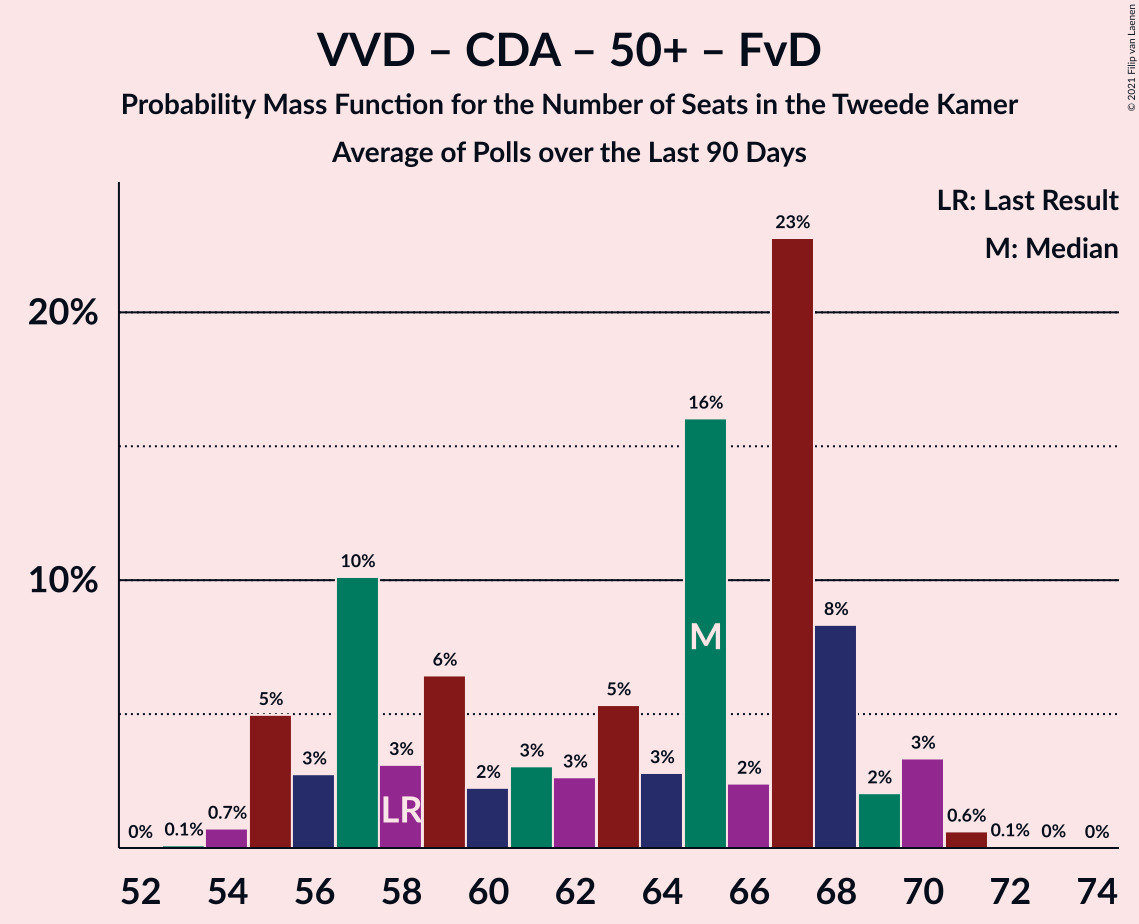 VVD – CDA – 50+ – FvD
Probability Mass Function for the Number of Seats in the Tweede Kamer
Average of Polls over the Last 90 Days
© 2021 Filip van Laenen
LR: Last Result
M: Median
20%
10%
0% 0.1% 0.7% 5% 3% 10% 3% 6% 2% 3% 3% 5% 3% 16% 2% 23% 8% 2% 3% 0.6% 0.1% 0% 0%
LR M
52 54 56 58 60 62 64 66 68 70 72 74